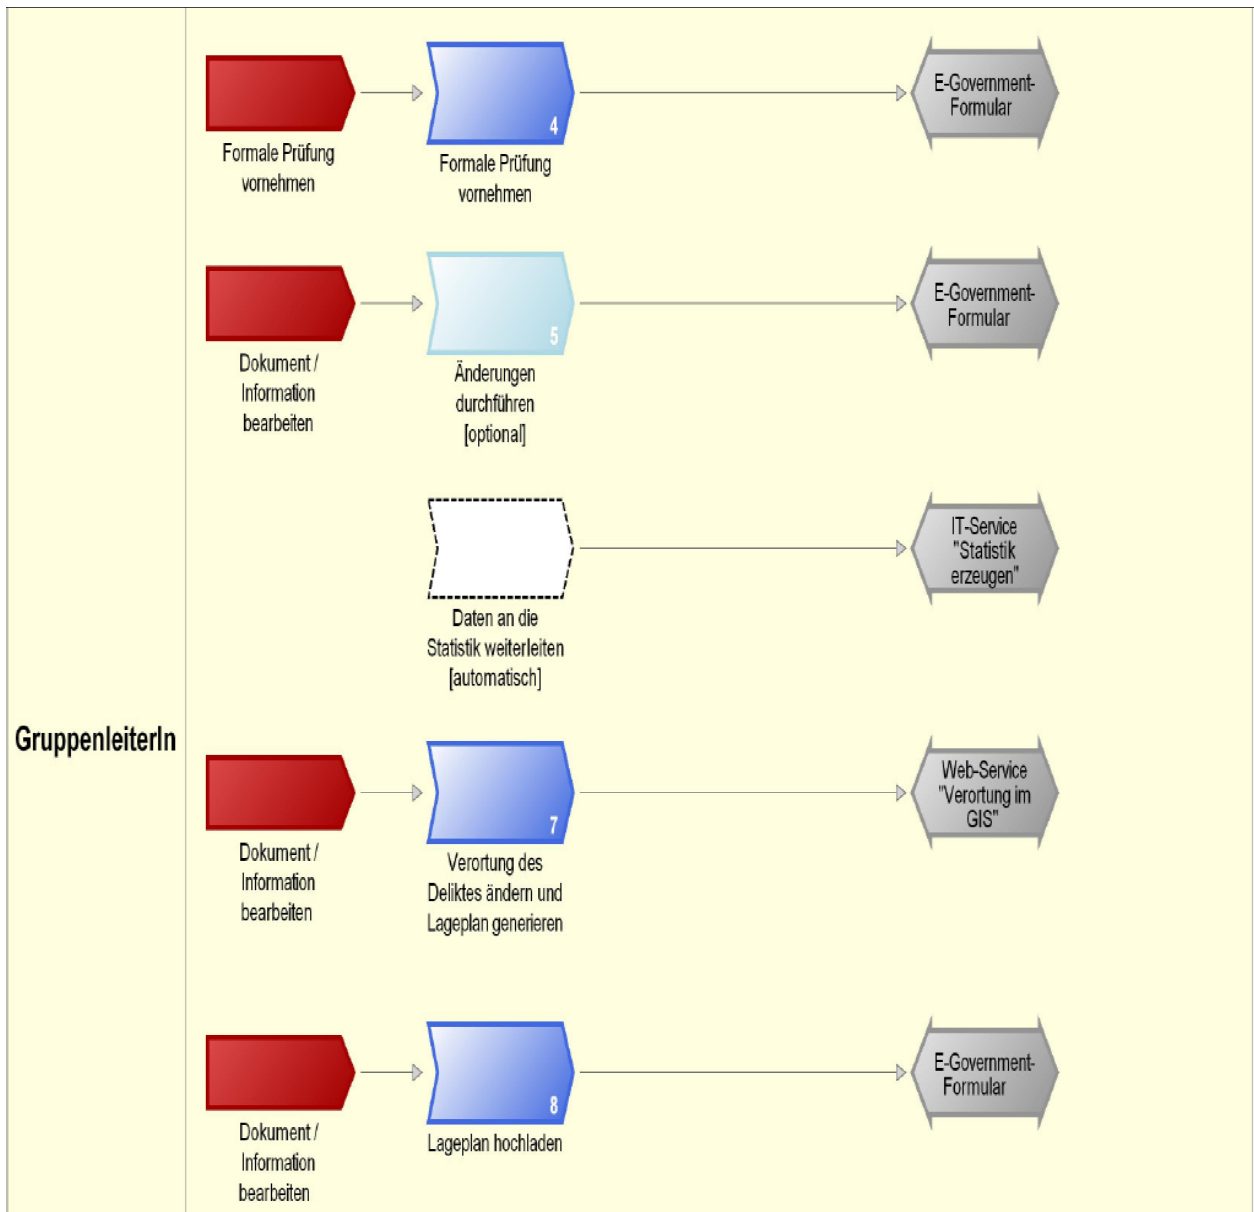 Formale Prüfung
vornehmen
4
Formale Prüfung
vornehmen
E-Government-
Formular
Dokument /
Information
bearbeiten
5
Änderungen
durchführen
[optional]
E-Government-
Formular
Daten an die
Statistik weiterleiten
[automatisch]
IT-Service
"Statistik
erzeugen"
GruppenleiterIn
Dokument /
Information
bearbeiten
7
Verortung des
Deliktes ändern und
Lageplan generieren
Web-Service
"Verortung im
GIS"
Dokument /
Information
bearbeiten
8
Lageplan hochladen
E-Government-
Formular